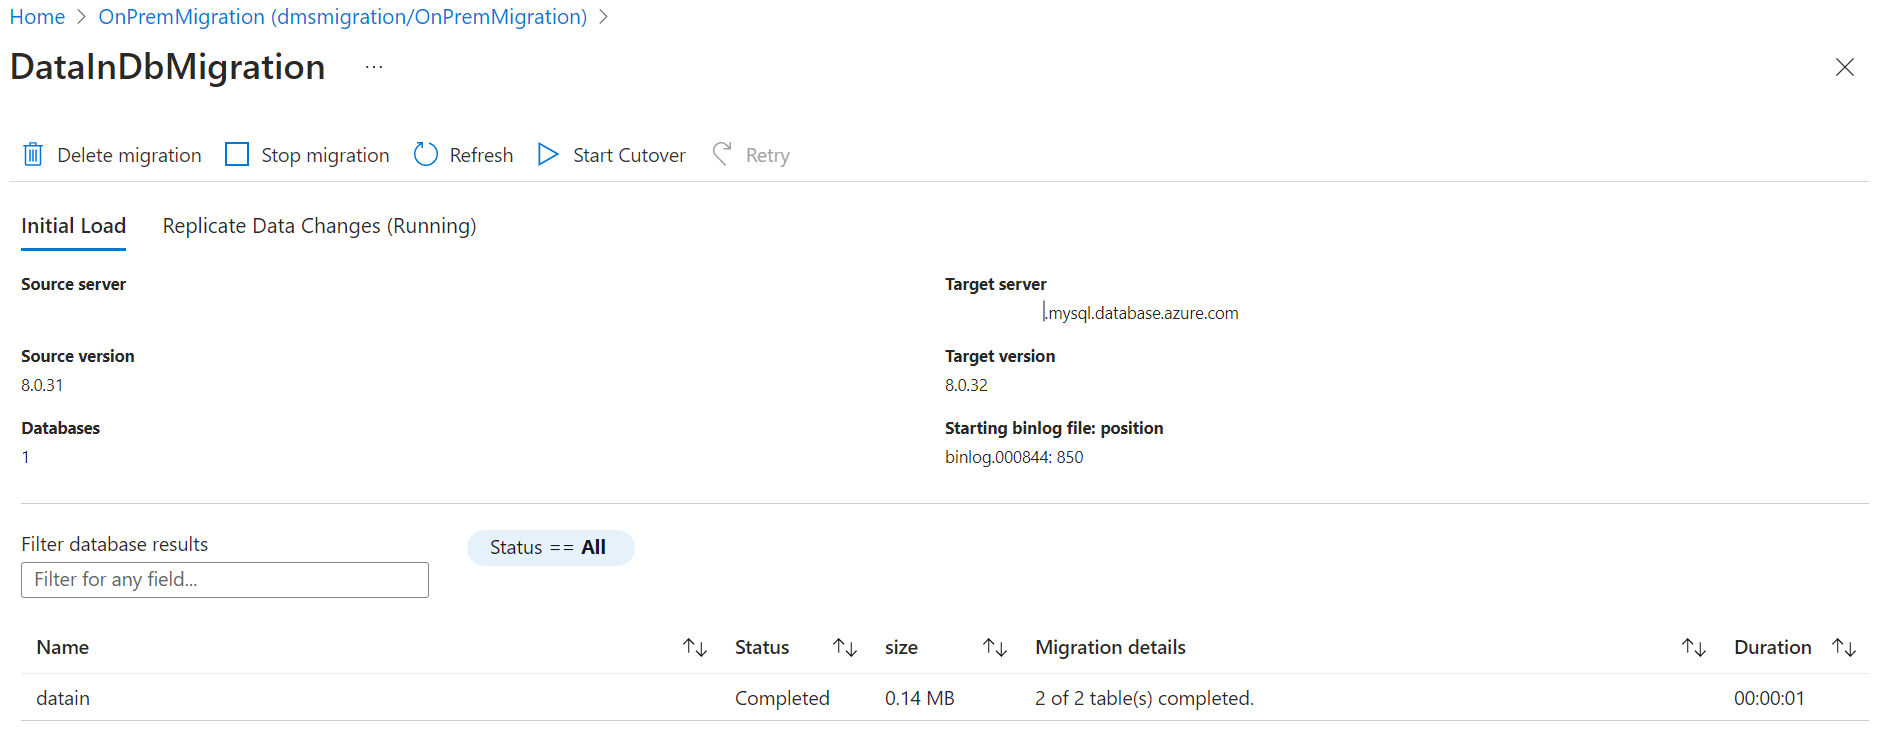 Home > OnPremMigration (dmsmigration/OnPremMigration) >
DataInDbMigration ...
Delete migration Stop migration Refresh Start Cutover Retry
Initial Load Replicate Data Changes (Running)
Source server Target server
.mysql.database.azure.com
Source version Target version
8.0.31 8.0.32
Databases Starting binlog file: position
1 binlog.000844: 850
Filter database results
Status == All
Filter for any field...
Name Status size Migration details Duration
datain Completed 0.14 MB 2 of 2 table(s) completed. 00:00:01